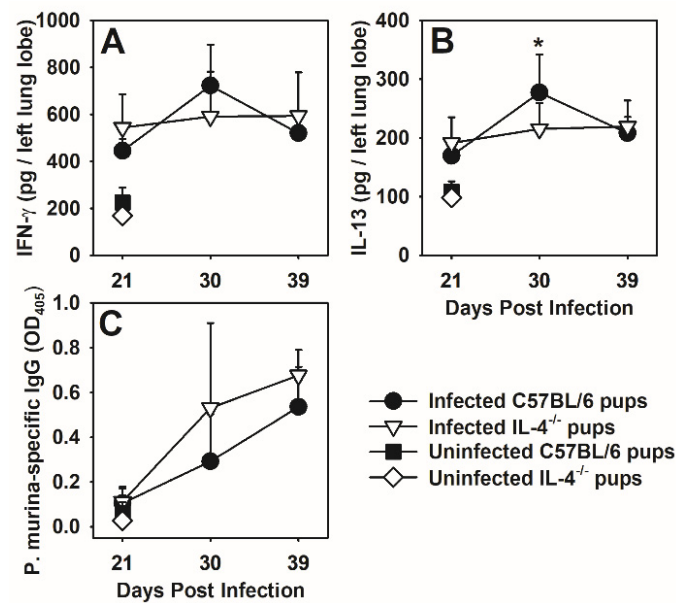 A
IFN-γ (pg / left lung lobe)
1000
800
600
400
200
0
21 30 39
B
IL-13 (pg / left lung lobe)
400
300
200
100
0
*
21 30 39
Days Post Infection
C
P. murina-specific IgG (OD405)
1.0
0.8
0.6
0.4
0.2
0.0
21 30 39
Days Post Infection
Infected C57BL/6 pups
Infected IL-4-/- pups
Uninfected C57BL/6 pups
Uninfected IL-4-/- pups